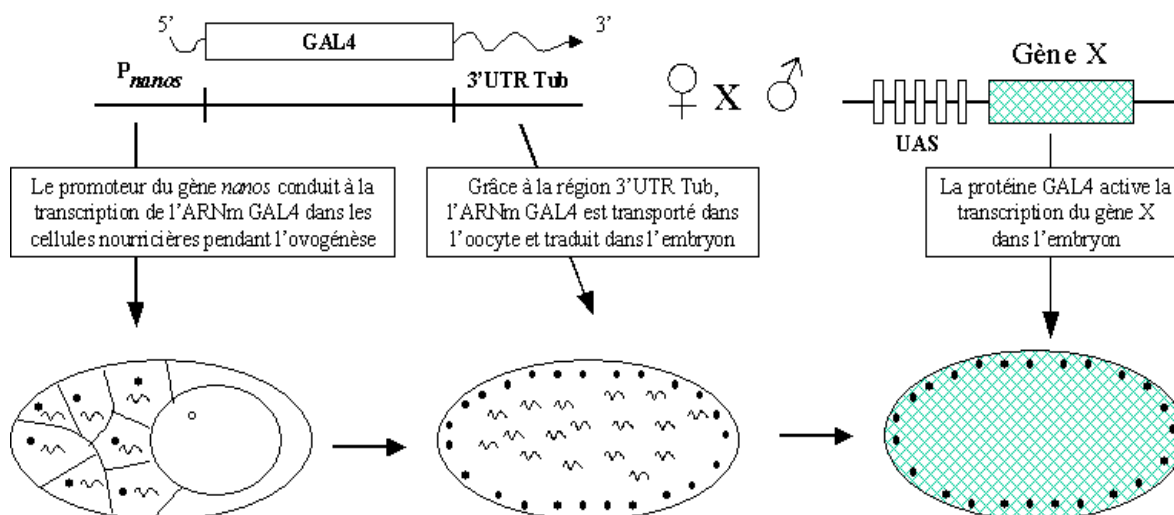 5’
GAL4
3’
Pnanos
3’UTR Tub
X
Gène X
UAS
Le promoteur du gène nanos conduit à la
transcription de l’ARNm GAL4 dans les
cellules nourricières pendant l’ovogénèse
Grâce à la région 3’UTR Tub,
l’ARNm GAL4 est transporté dans
l’oocyte et traduit dans l’embryon
La protéine GAL4 active la
transcription du gène X
dans l’embryon